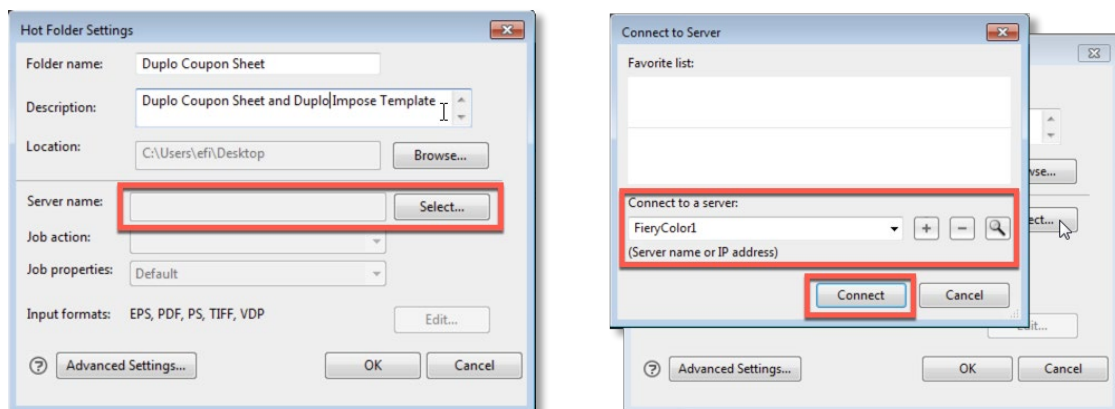 Hot Folder Settings
Folder name: Duplo Coupon Sheet
Description: Duplo Coupon Sheet and Duplo Impose Template
Location: C:\Users\efi\Desktop Browse...
Server name: Select...
Job action:
Job properties: Default
Input formats: EPS, PDF, PS, TIFF, VDP Edit...
? Advanced Settings... OK Cancel
Connect to Server
Favorite list:
Connect to a server:
FieryColor1 + -
(Server name or IP address)
Connect Cancel
wse...
ect...
Edit...
? Advanced Settings... OK Cancel